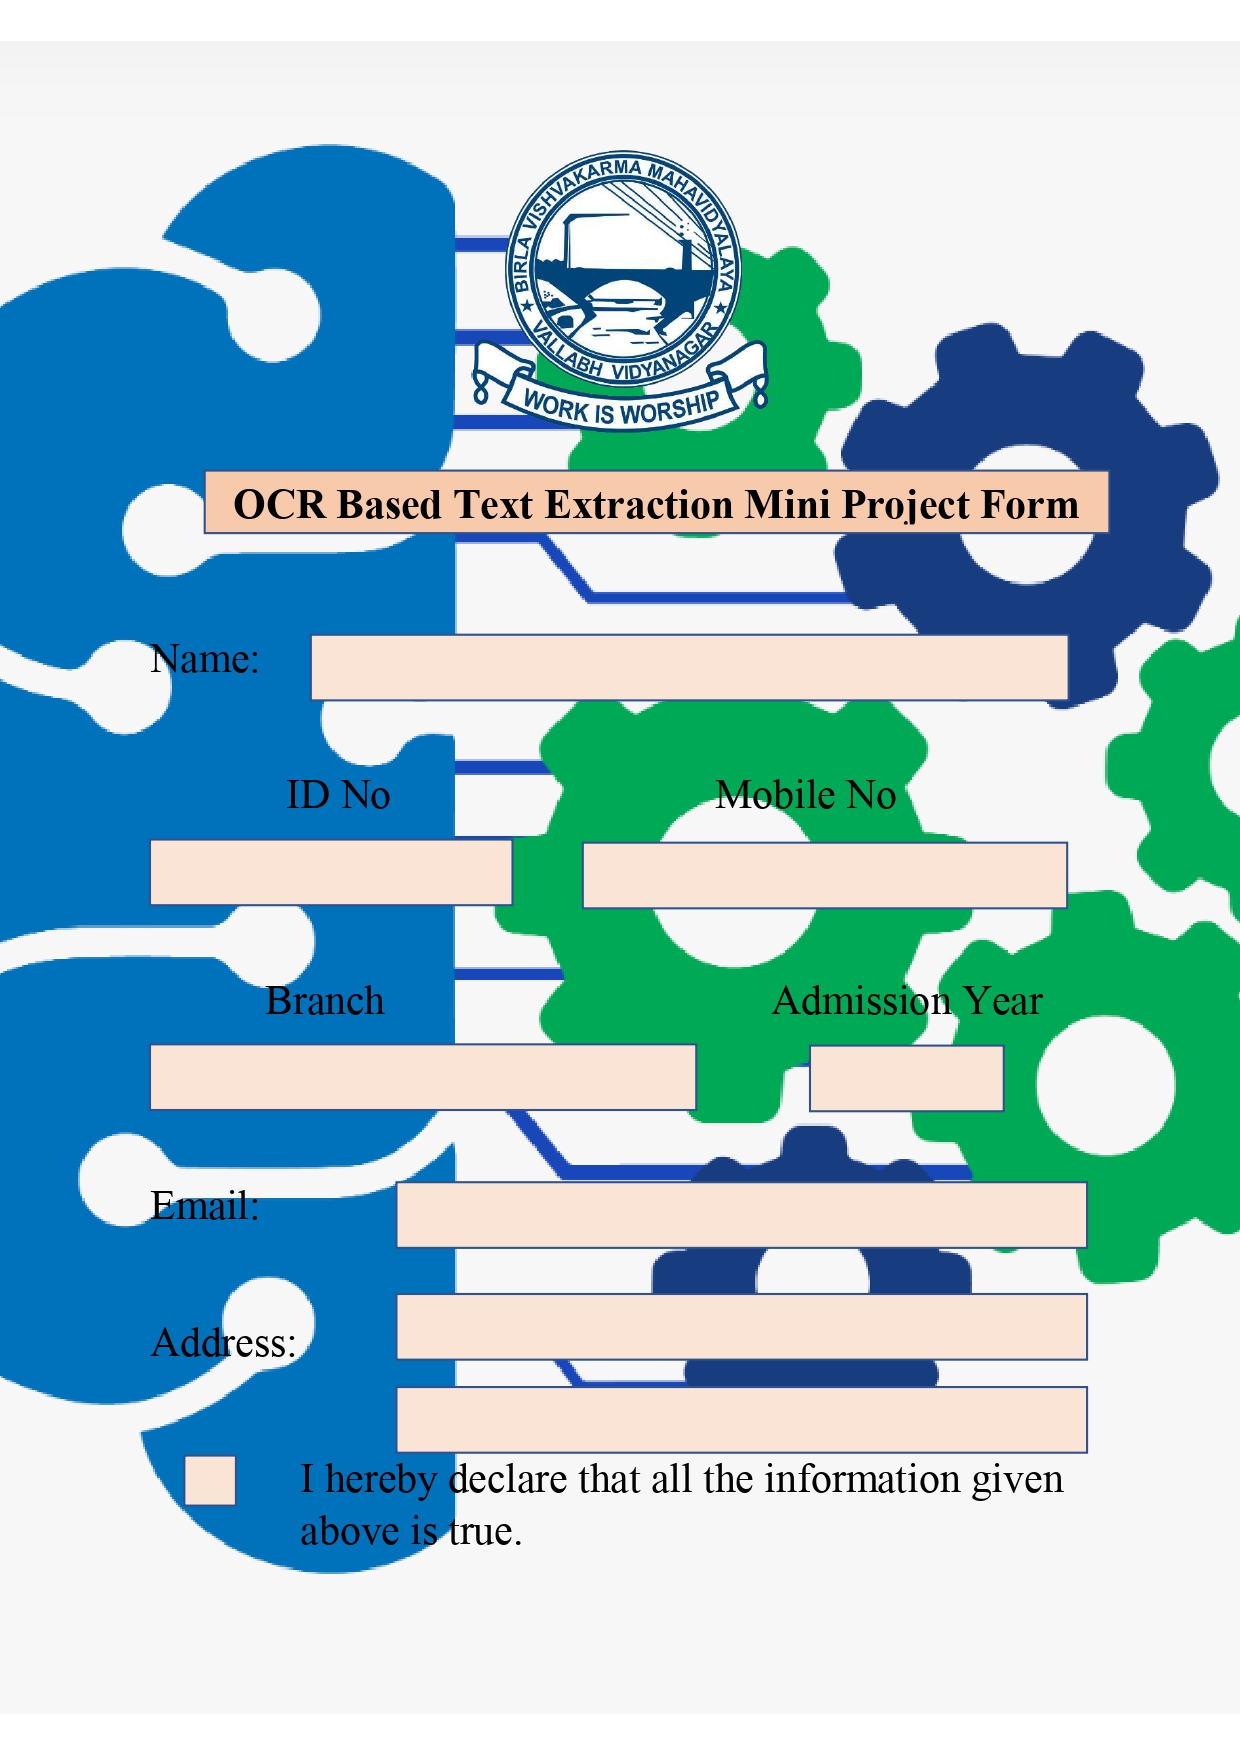 BIRLA VISHVAKARMA MAHAVIDYALAYA
★ VALLABH VIDYANAGAR ★
WORK IS WORSHIP
OCR Based Text Extraction Mini Project Form
Name:
ID No Mobile No
Branch Admission Year
Email:
Address:
I hereby declare that all the information given
above is true.